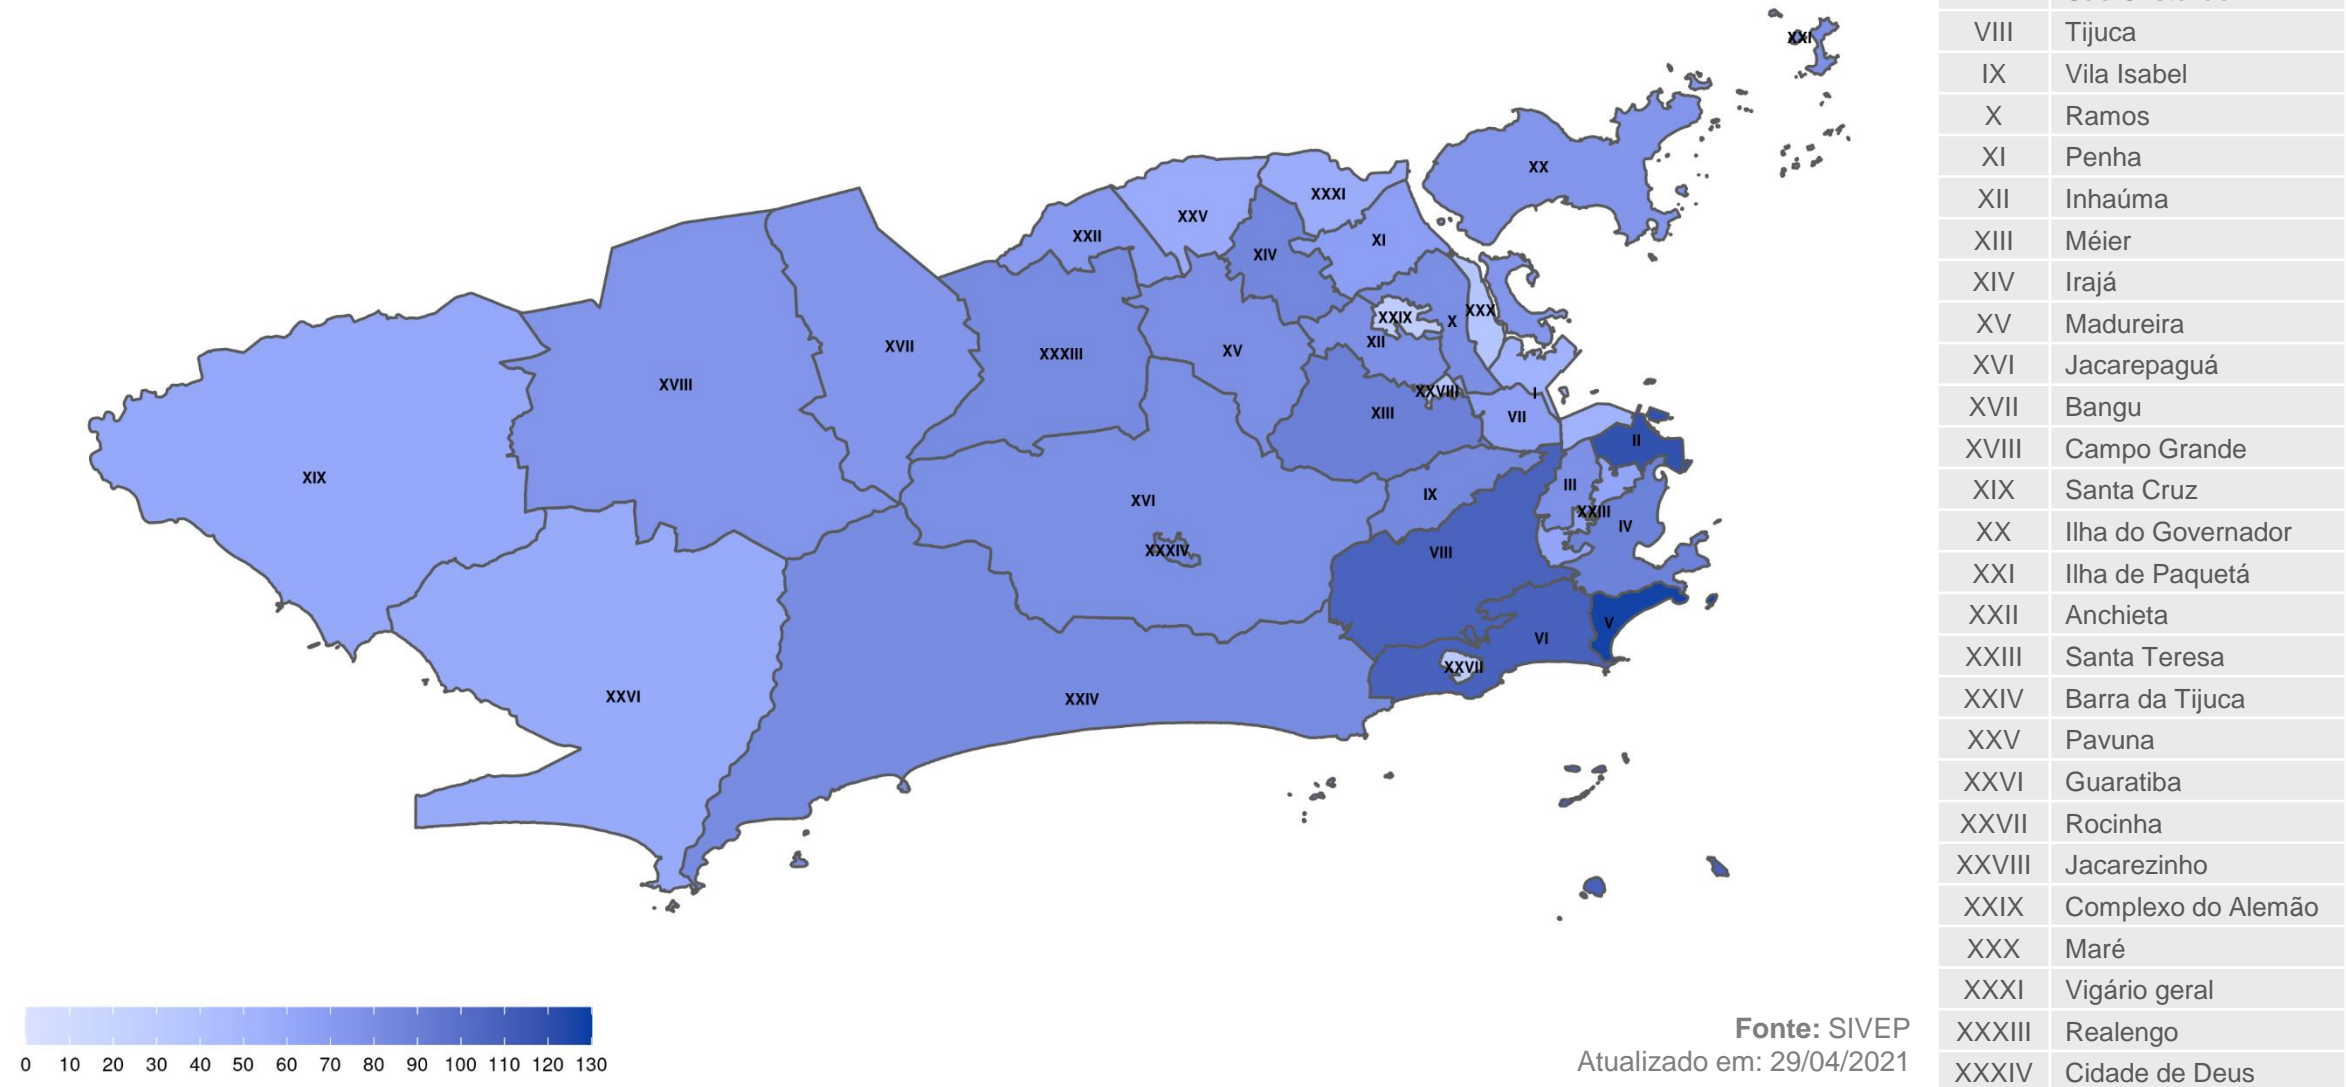 XXI
XX
XXXI
XXV
XXII
XI
XIV
XXX
XXIX
X
XII
XVII
XXXIII
XV
XVIII
XXVIII
I
XIII
VII
II
XIX
III
IX
XVI
XXIII
IV
XXXIV
VIII
V
VI
XXVII
XXVI
XXIV
0 10 20 30 40 50 60 70 80 90 100 110 120 130
Fonte: SIVEP
Atualizado em: 29/04/2021
VIII Tijuca
IX Vila Isabel
X Ramos
XI Penha
XII Inhaúma
XIII Méier
XIV Irajá
XV Madureira
XVI Jacarepaguá
XVII Bangu
XVIII Campo Grande
XIX Santa Cruz
XX Ilha do Governador
XXI Ilha de Paquetá
XXII Anchieta
XXIII Santa Teresa
XXIV Barra da Tijuca
XXV Pavuna
XXVI Guaratiba
XXVII Rocinha
XXVIII Jacarezinho
XXIX Complexo do Alemão
XXX Maré
XXXI Vigário geral
XXXIII Realengo
XXXIV Cidade de Deus